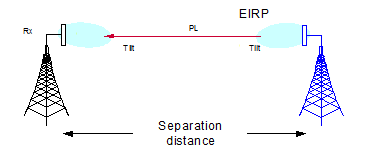 EIRP
Rx
PL
Tilt
Tilt
Separation
distance